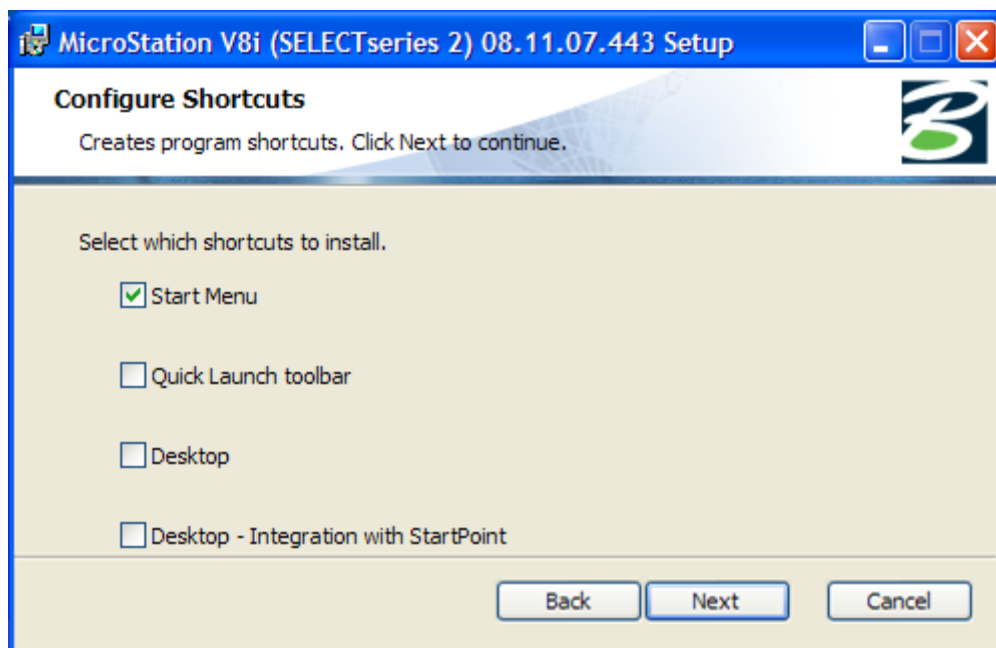 MicroStation V8i (SELECTseries 2) 08.11.07.443 Setup
Configure Shortcuts
Creates program shortcuts. Click Next to continue.
Select which shortcuts to install.
Start Menu
Quick Launch toolbar
Desktop
Desktop - Integration with StartPoint
Back Next Cancel